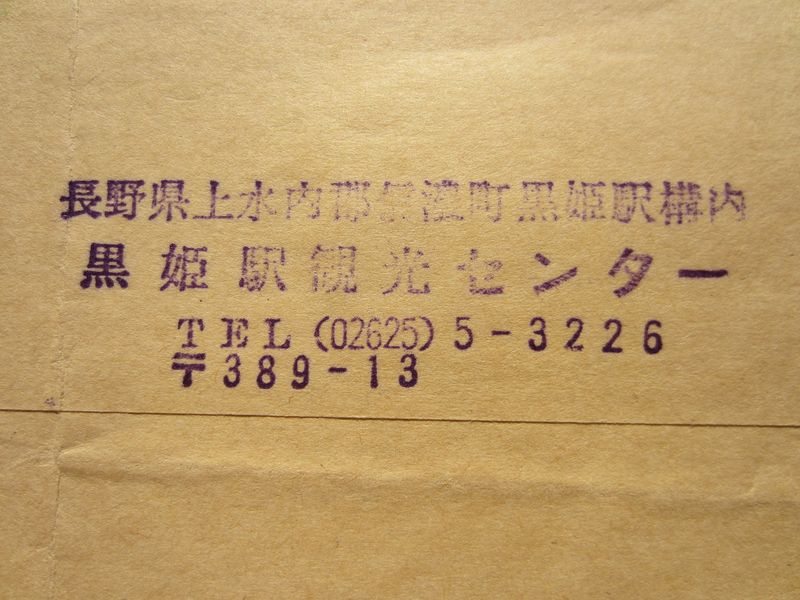 長野県上水内郡信濃町黒姫駅構内
黒姫駅観光センター
TEL(02625)5-3226
〒389-13